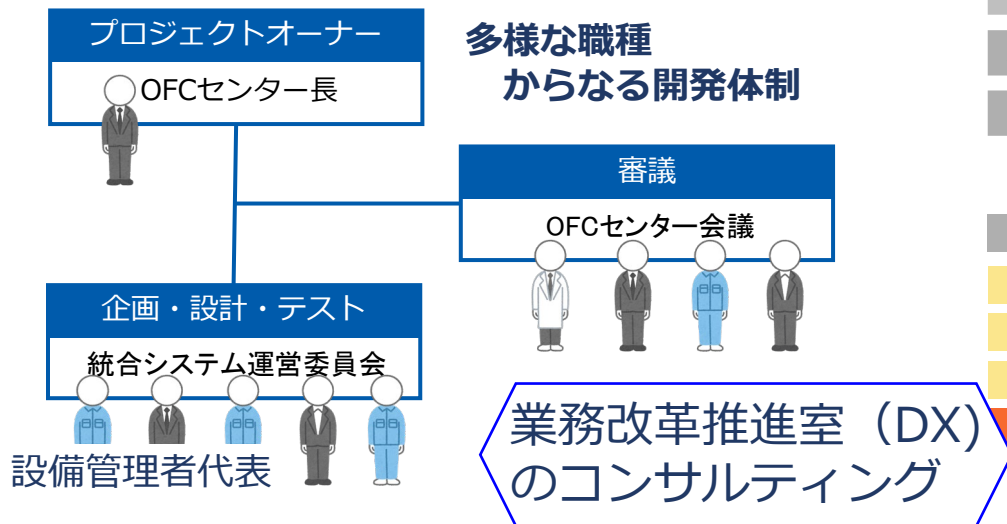 プロジェクトオーナー
OFCセンター長
多様な職種
からなる開発体制
審議
OFCセンター会議
企画・設計・テスト
統合システム運営委員会
設備管理者代表
業務改革推進室（DX)
のコンサルティング